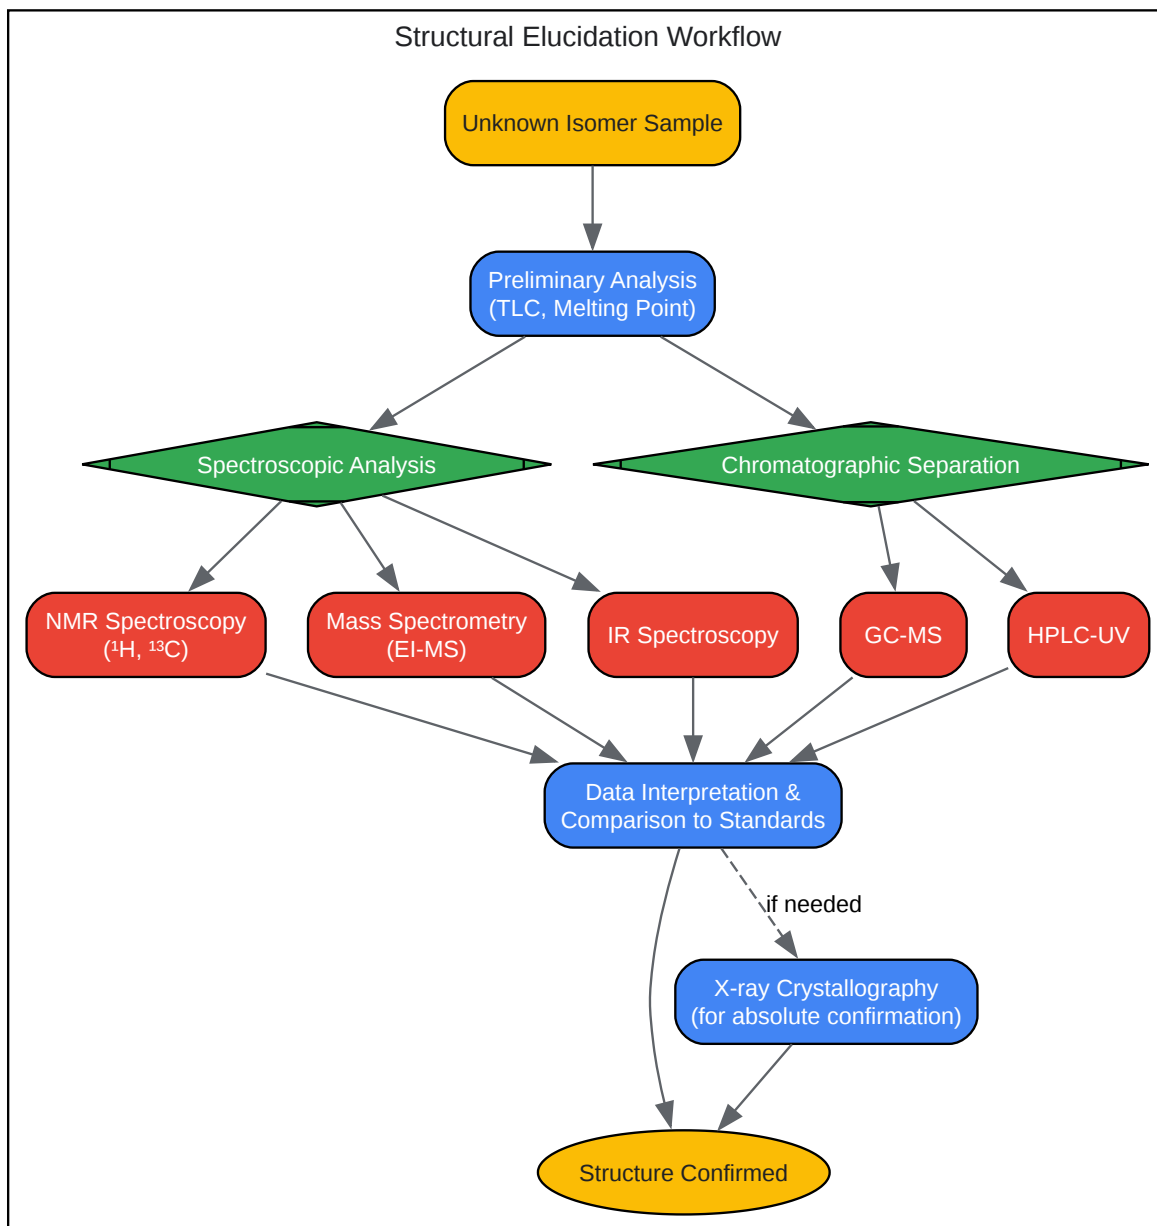 Structural Elucidation Workflow
Unknown Isomer Sample
Preliminary Analysis
(TLC, Melting Point)
Spectroscopic Analysis
Chromatographic Separation
NMR Spectroscopy
(¹H, ¹³C)
Mass Spectrometry
(EI-MS)
IR Spectroscopy
GC-MS
HPLC-UV
Data Interpretation &
Comparison to Standards
if needed
X-ray Crystallography
(for absolute confirmation)
Structure Confirmed